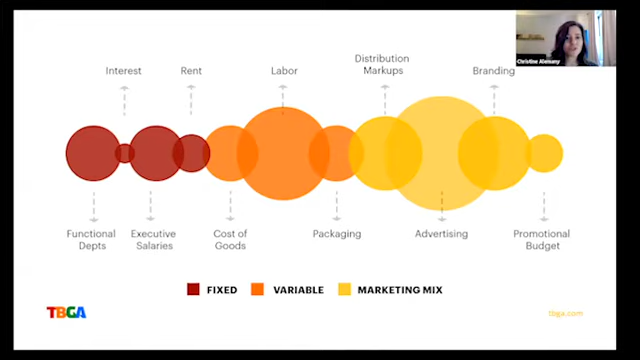 Christine Alemany
Interest
Rent
Labor
Distribution
Markups
Branding
Functional
Depts
Executive
Salaries
Cost of
Goods
Packaging
Advertising
Promotional
Budget
FIXED
VARIABLE
MARKETING MIX
TBGA
tbga.com